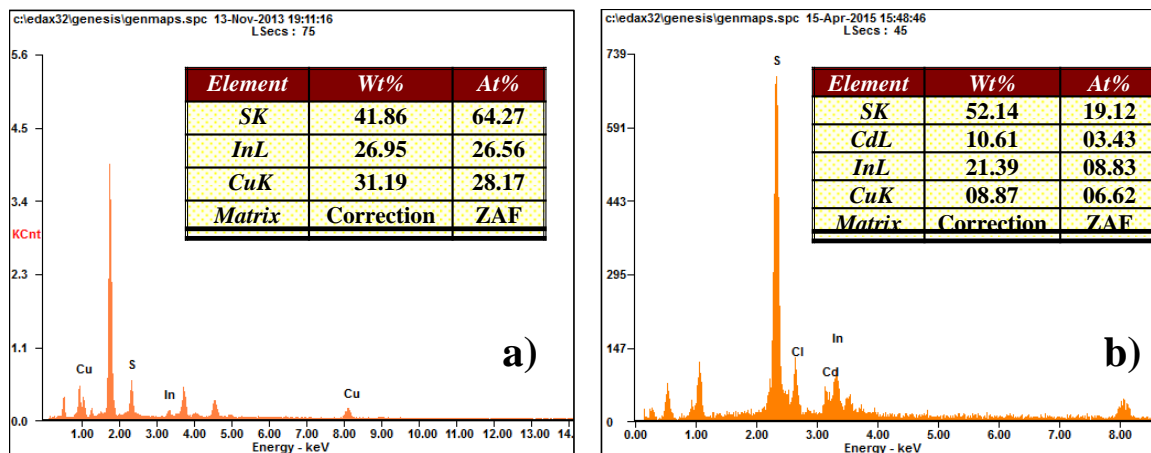 c:\edax32\genesis\genmaps.spc 13-Nov-2013 19:11:16
LSecs : 75
5.6
4.5
3.4
KCnt
2.3
1.1
0.0
Element Wt% At%
SK 41.86 64.27
InL 26.95 26.56
CuK 31.19 28.17
Matrix Correction ZAF
Cu
S
In
Cu
a)
1.00 2.00 3.00 4.00 5.00 6.00 7.00 8.00 9.00 10.00 11.00 12.00 13.00 14.
Energy - keV
c:\edax32\genesis\genmaps.spc 15-Apr-2015 15:48:46
LSecs : 45
739
591
443
295
147
0
S
Element Wt% At%
SK 52.14 19.12
CdL 10.61 03.43
InL 21.39 08.83
CuK 08.87 06.62
Matrix Correction ZAF
Cl
Cd
In
b)
0.00 1.00 2.00 3.00 4.00 5.00 6.00 7.00 8.00
Energy - keV